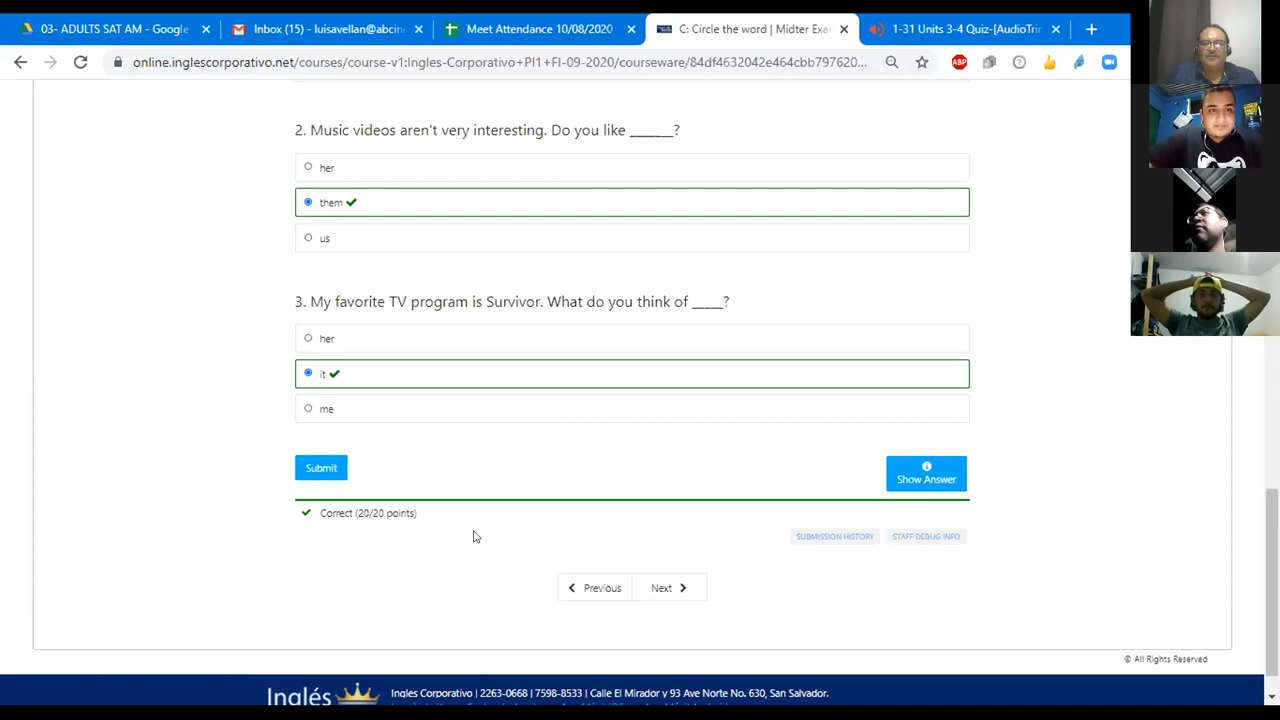 03- ADULTS SAT AM - Google
Inbox (15) - luisavellan@abcing
Meet Attendance 10/08/2020
C: Circle the word | Midter Exa
1-31 Units 3-4 Quiz-[AudioTrin
online.inglescorporativo.net/courses/course-v1:Ingles-Corporativo+PI1+FI-09-2020/courseware/84df4632042e464cbb797620...
2. Music videos aren't very interesting. Do you like _______?
her
them
us
3. My favorite TV program is Survivor. What do you think of _____?
her
it
me
Submit
Show Answer
Correct (20/20 points)
SUBMISSION HISTORY
STAFF DEBUG INFO
Previous
Next
© All Rights Reserved
Inglés
Ingles Corporativo | 2263-0668 | 7598-8533 | Calle El Mirador y 93 Ave Norte No. 630, San Salvador.